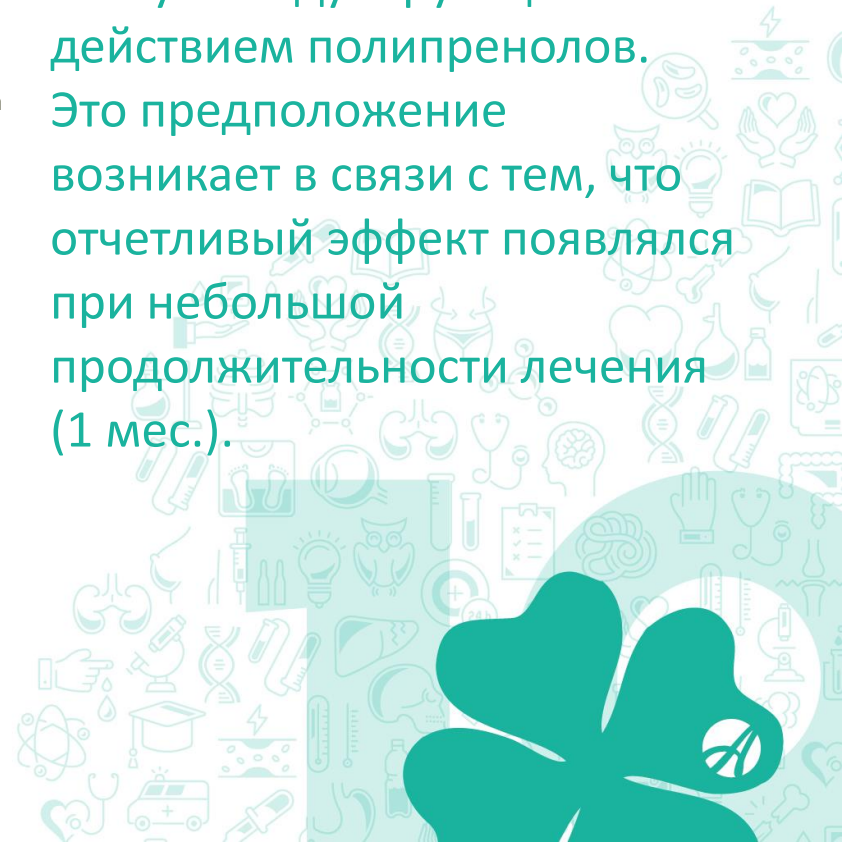 действием полипренолов.
Это предположение
возникает в связи с тем, что
отчетливый эффект появлялся
при небольшой
продолжительности лечения
(1 мес.).